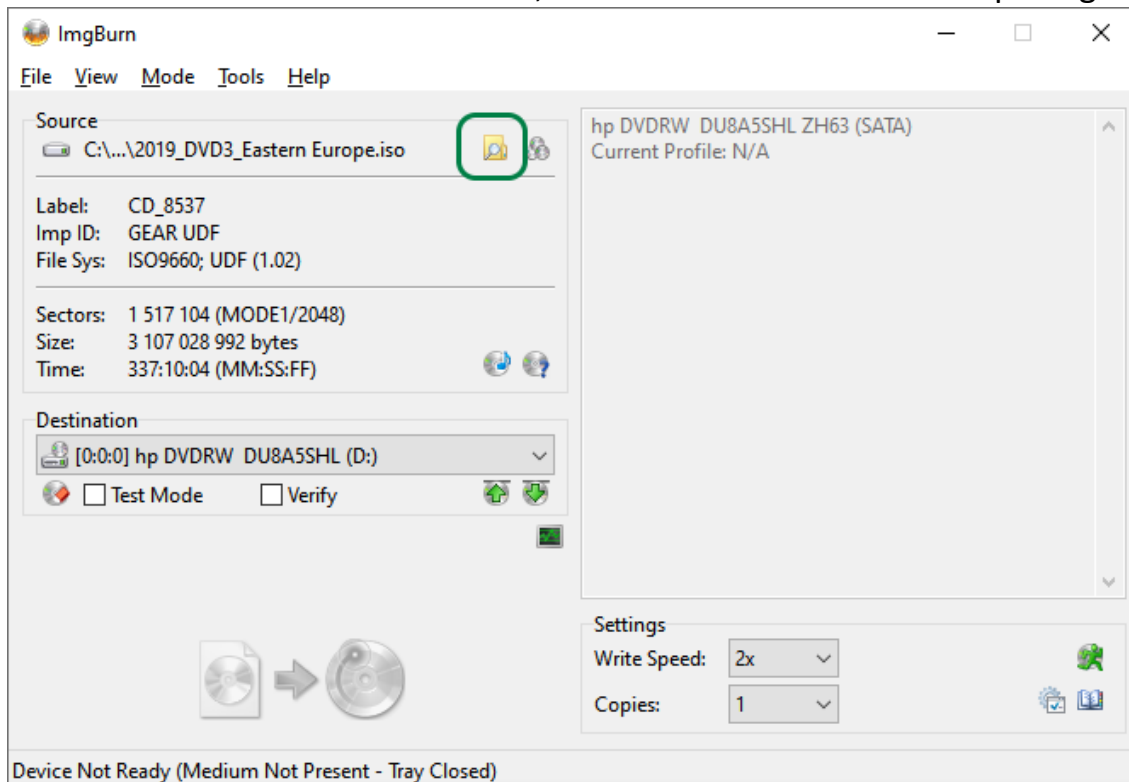 ImgBurn
File View Mode Tools Help
Source
C:\...\2019_DVD3_Eastern Europe.iso
Label: CD_8537
Imp ID: GEAR UDF
File Sys: ISO9660; UDF (1.02)
Sectors: 1 517 104 (MODE1/2048)
Size: 3 107 028 992 bytes
Time: 337:10:04 (MM:SS:FF)
Destination
[0:0:0] hp DVDRW DU8A5SHL (D:)
Test Mode Verify
hp DVDRW DU8A5SHL ZH63 (SATA)
Current Profile: N/A
Settings
Write Speed: 2x
Copies: 1
Device Not Ready (Medium Not Present - Tray Closed)